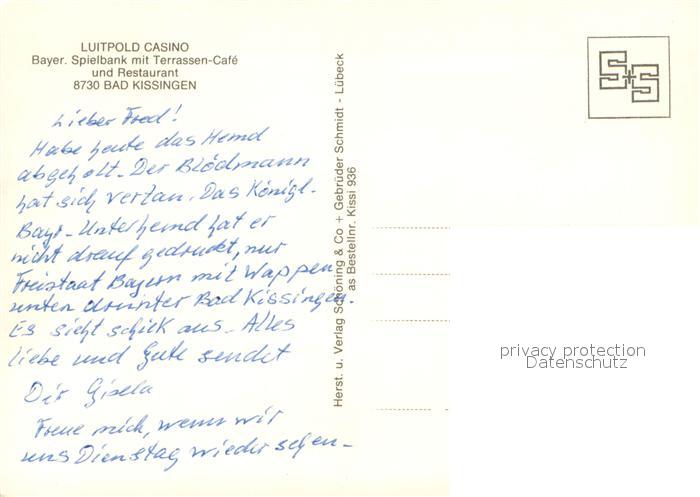 LUITPOLD CASINO
Bayer. Spielbank mit Terrassen-Café
und Restaurant
8730 BAD KISSINGEN
Lieber Fred!
Habe heute das Hemd
abgeholt. Der Blödmann
hat sich vertan. Das Königl.
Bayr. Unterhemd hat er
nicht drauf gedruckt, nur
Freistaat Bayern mit Wappen
unten drunter Bad Kissingen.
Es sieht schick aus. Alles
liebe und Gute sendet
Dir Gisela
Freue mich, wenn wir
uns Dienstag wieder sehen-
Herst. u. Verlag Schöning & Co + Gebrüder Schmidt - Lübeck
as Bestellnr. Kissi 936
S+S
privacy protection
Datenschutz